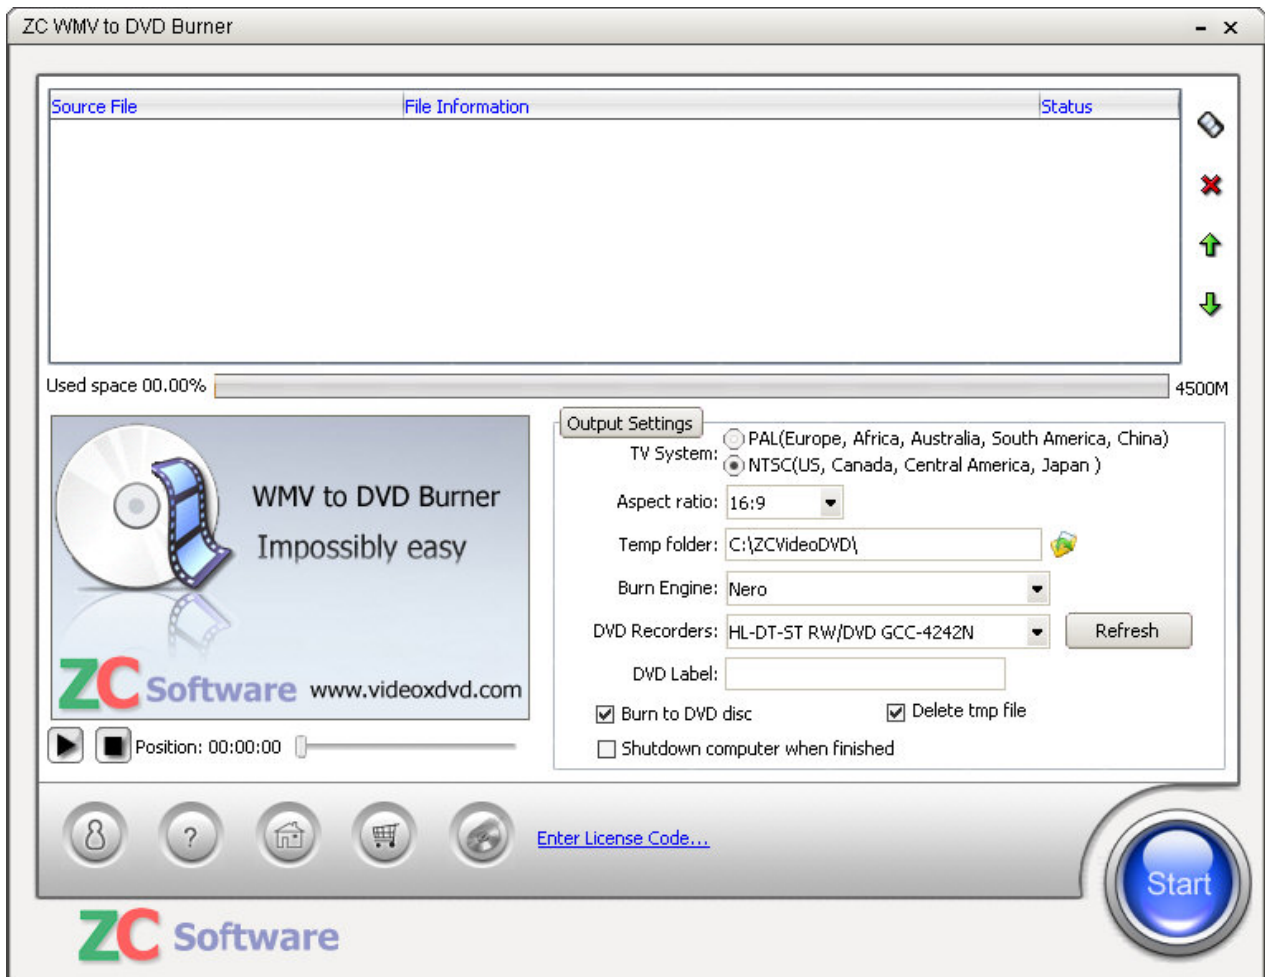 ZC WMV to DVD Burner
Source File File Information Status
Used space 00.00% 4500M
WMV to DVD Burner
Impossibly easy
ZC Software www.videoxdvd.com
Position: 00:00:00
Output Settings
TV System: PAL(Europe, Africa, Australia, South America, China)
NTSC(US, Canada, Central America, Japan )
Aspect ratio: 16:9
Temp folder: C:\ZCVideoDVD\
Burn Engine: Nero
DVD Recorders: HL-DT-ST RW/DVD GCC-4242N Refresh
DVD Label:
Burn to DVD disc Delete tmp file
Shutdown computer when finished
? Enter License Code...
Start
ZC Software